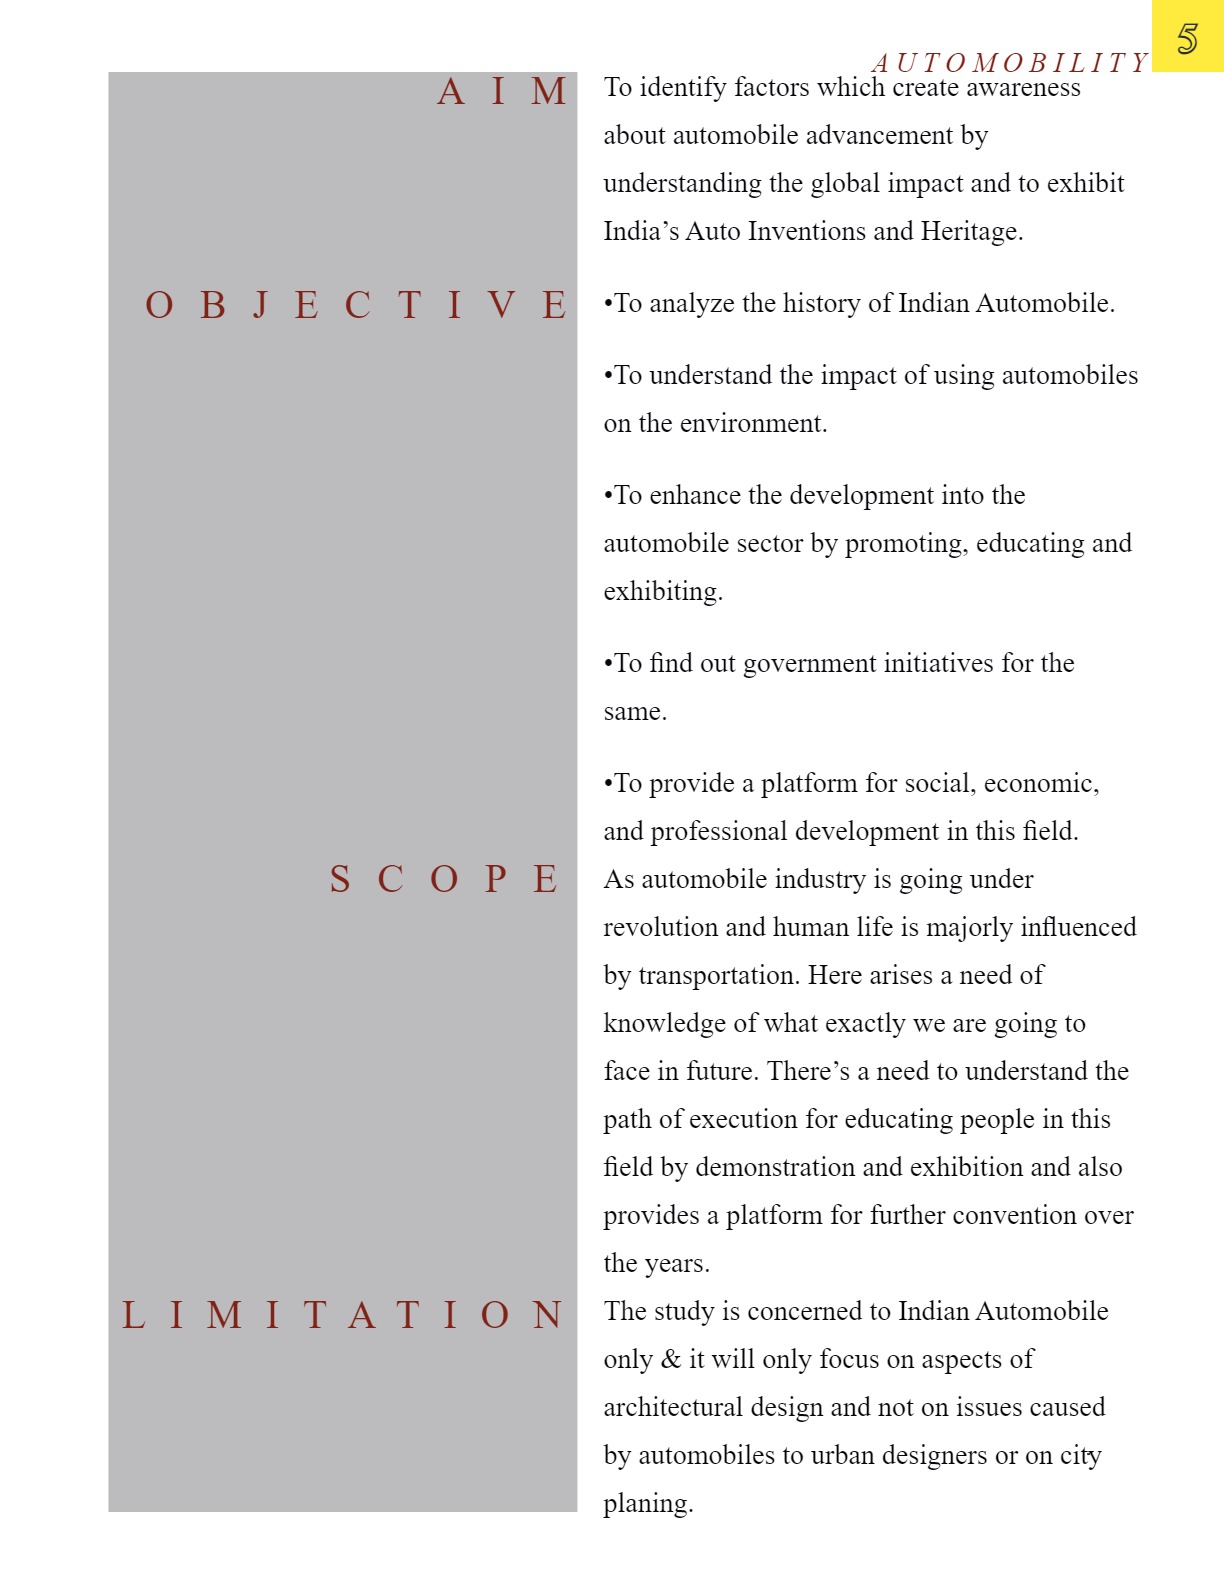 5
AUTOMOBILITY
AIM
To identify factors which create awareness
about automobile advancement by
understanding the global impact and to exhibit
India’s Auto Inventions and Heritage.
OBJECTIVE
•To analyze the history of Indian Automobile.
•To understand the impact of using automobiles
on the environment.
•To enhance the development into the
automobile sector by promoting, educating and
exhibiting.
•To find out government initiatives for the
same.
•To provide a platform for social, economic,
and professional development in this field.
SCOPE
As automobile industry is going under
revolution and human life is majorly influenced
by transportation. Here arises a need of
knowledge of what exactly we are going to
face in future. There’s a need to understand the
path of execution for educating people in this
field by demonstration and exhibition and also
provides a platform for further convention over
the years.
LIMITATION
The study is concerned to Indian Automobile
only & it will only focus on aspects of
architectural design and not on issues caused
by automobiles to urban designers or on city
planing.